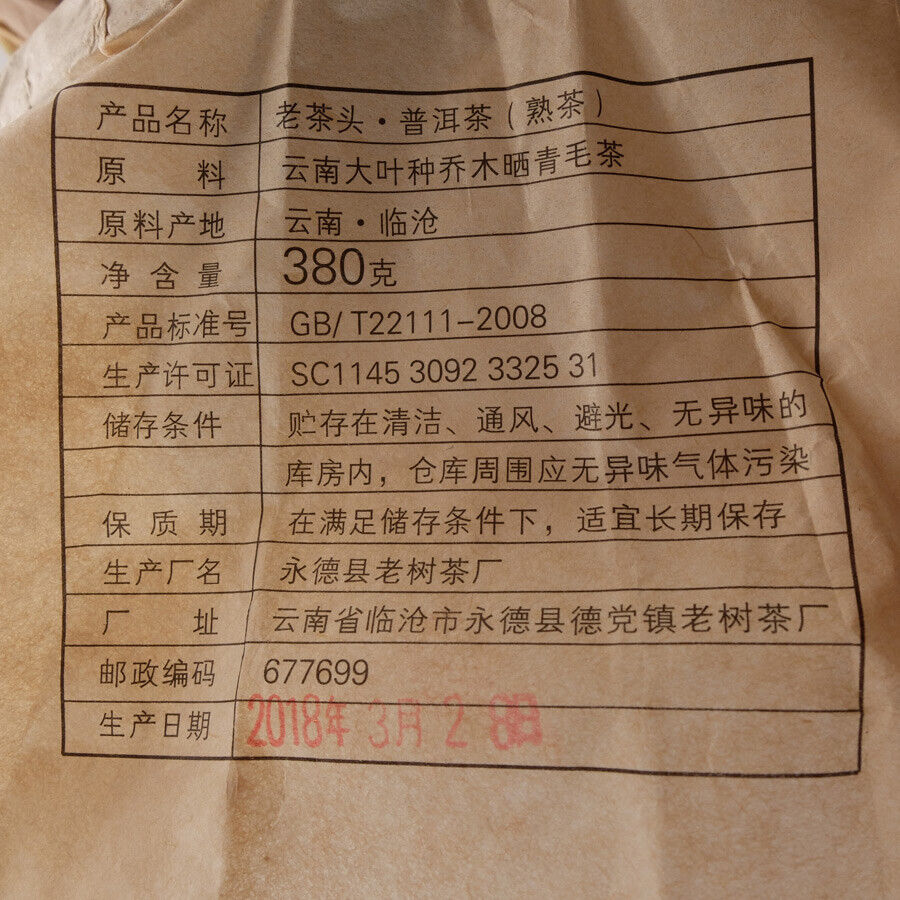 产品名称 老茶头·普洱茶(熟茶)
原 料 云南大叶种乔木晒青毛茶
原料产地 云南·临沧
净含量 380克
产品标准号 GB/T22111-2008
生产许可证 SC1145 3092 3325 31
储存条件 贮存在清洁、通风、避光、无异味的
库房内，仓库周围应无异味气体污染
保质期 在满足储存条件下，适宜长期保存
生产厂名 永德县老树茶厂
厂 址 云南省临沧市永德县德党镇老树茶厂
邮政编码 677699
生产日期 2018年 3月 2 8日